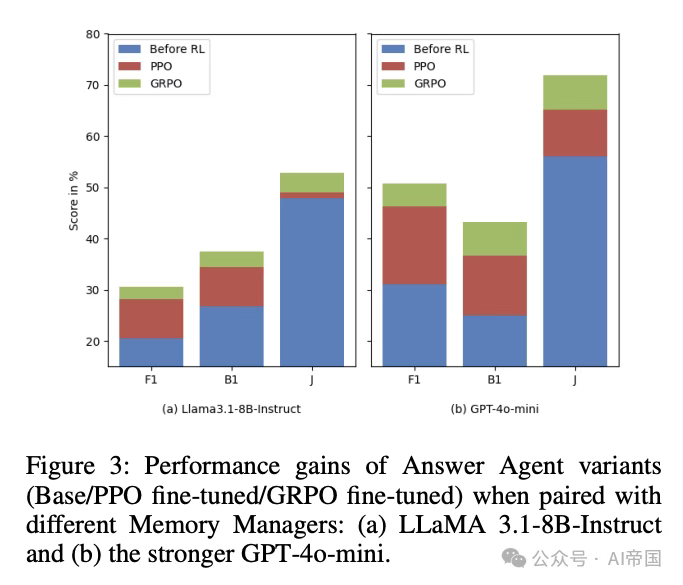 80
70
60
50
40
30
20
Score in %
Before RL
PPO
GRPO
F1
B1
J
(a) Llama3.1-8B-Instruct
Before RL
PPO
GRPO
F1
B1
J
(b) GPT-4o-mini
Figure 3: Performance gains of Answer Agent variants
(Base/PPO fine-tuned/GRPO fine-tuned) when paired with
different Memory Managers: (a) LLaMA 3.1-8B-Instruct
and (b) the stronger GPT-4o-mini.
公众号 · AI帝国